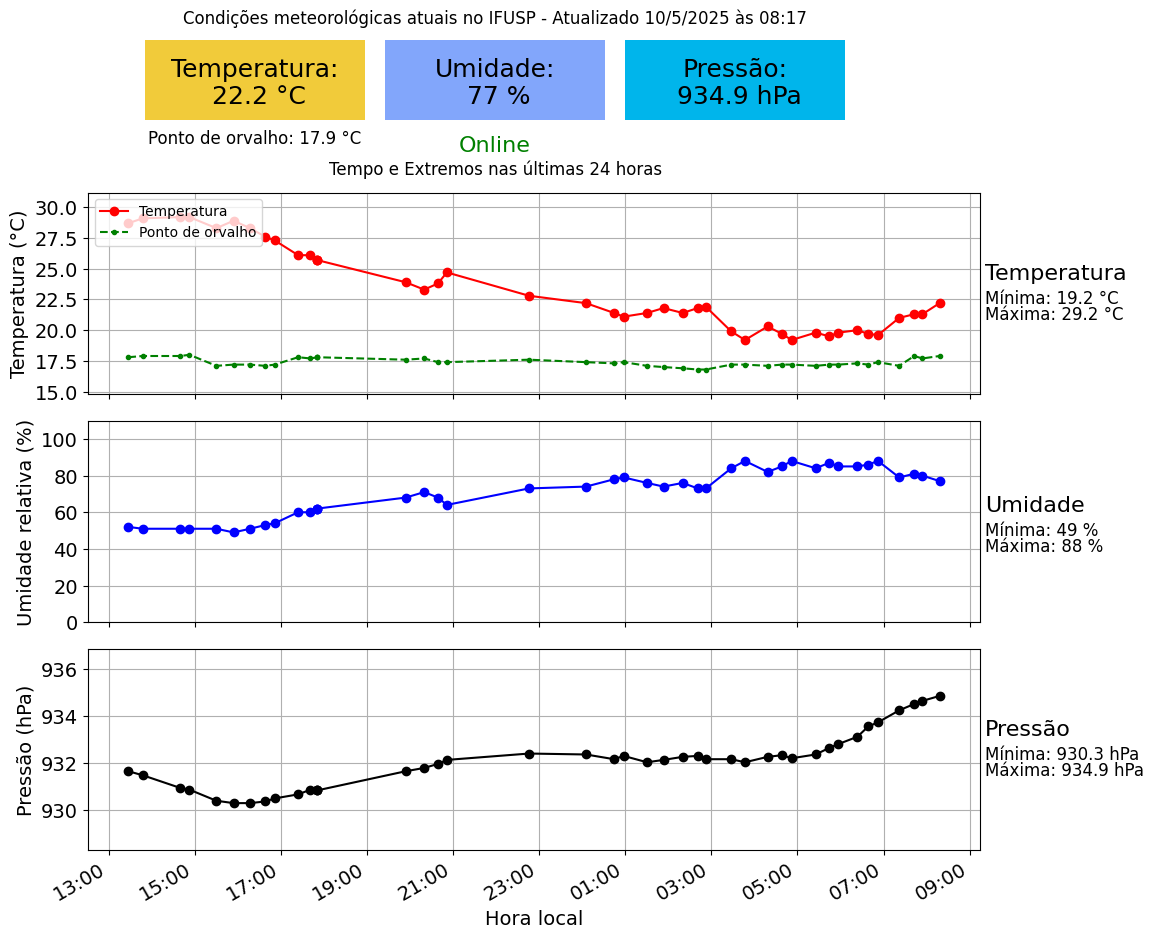 Condições meteorológicas atuais no IFUSP - Atualizado 10/5/2025 às 08:17
Temperatura:
22.2 °C
Umidade:
77 %
Pressão:
934.9 hPa
Ponto de orvalho: 17.9 °C
Online
Tempo e Extremos nas últimas 24 horas
Temperatura (°C)
30.0
27.5
25.0
22.5
20.0
17.5
15.0
Temperatura
Ponto de orvalho
Temperatura
Mínima: 19.2 °C
Máxima: 29.2 °C
Umidade relativa (%)
100
80
60
40
20
0
Umidade
Mínima: 49 %
Máxima: 88 %
Pressão (hPa)
936
934
932
930
Pressão
Mínima: 930.3 hPa
Máxima: 934.9 hPa
13:00 15:00 17:00 19:00 21:00 23:00 01:00 03:00 05:00 07:00 09:00
Hora local